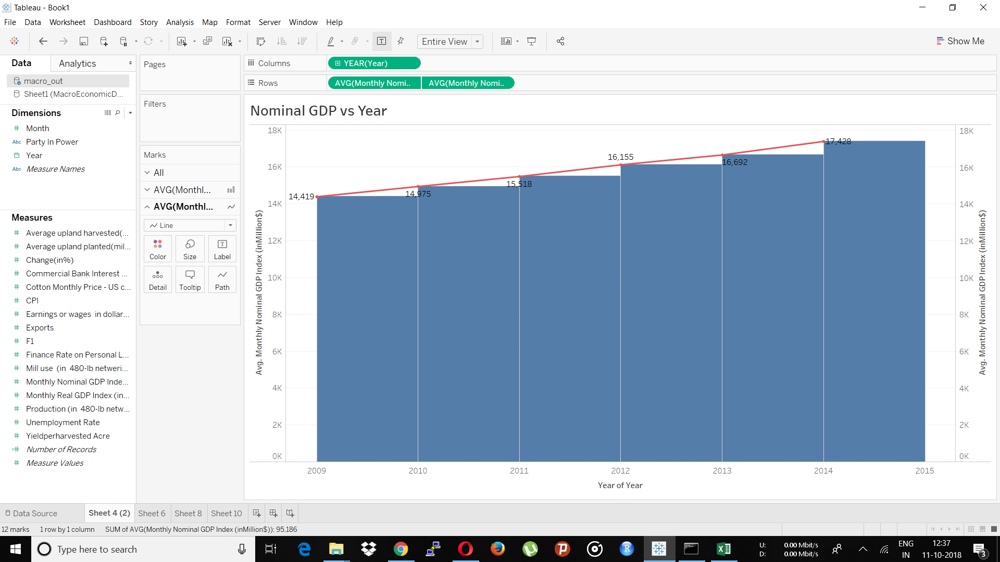 Tableau - Book1
File Data Worksheet Dashboard Story Analysis Map Format Server Window Help
Entire View
Show Me
Data Analytics
macro_out
Sheet1 (MacroEconomicD...
Dimensions
Month
Abc Party In Power
Year
Abc Measure Names
Measures
Average upland harvested(...
Average upland planted(mil...
Change(in%)
Commercial Bank Interest ...
Cotton Monthly Price - US c...
CPI
Earnings or wages in dollar...
Exports
F1
Finance Rate on Personal L...
Mill use (in 480-lb netweri...
Monthly Nominal GDP Inde...
Monthly Real GDP Index (in...
Production (in 480-lb netw...
Unemployment Rate
Yieldperharvested Acre
Number of Records
Measure Values
Pages
Filters
Marks
All
AVG(Monthl...
AVG(Monthl...
Line
Color Size Label
Detail Tooltip Path
Columns YEAR(Year)
Rows AVG(Monthly Nomi.. AVG(Monthly Nomi..
Nominal GDP vs Year
Avg. Monthly Nominal GDP Index (inMillion$)
18K
16K
14K
12K
10K
8K
6K
4K
2K
0K
14,419
14,975
15,518
16,155
16,692
17,428
18K
16K
14K
12K
10K
8K
6K
4K
2K
0K
Avg. Monthly Nominal GDP Index (inMillion$)
2009 2010 2011 2012 2013 2014 2015
Year of Year
Data Source Sheet 4 (2) Sheet 6 Sheet 8 Sheet 10
12 marks 1 row by 1 column SUM of AVG(Monthly Nominal GDP Index (inMillion$)): 95,186
Type here to search
U: 0.00 Mbit/s
D: 0.00 Mbit/s
ENG
IN
12:37
11-10-2018
3